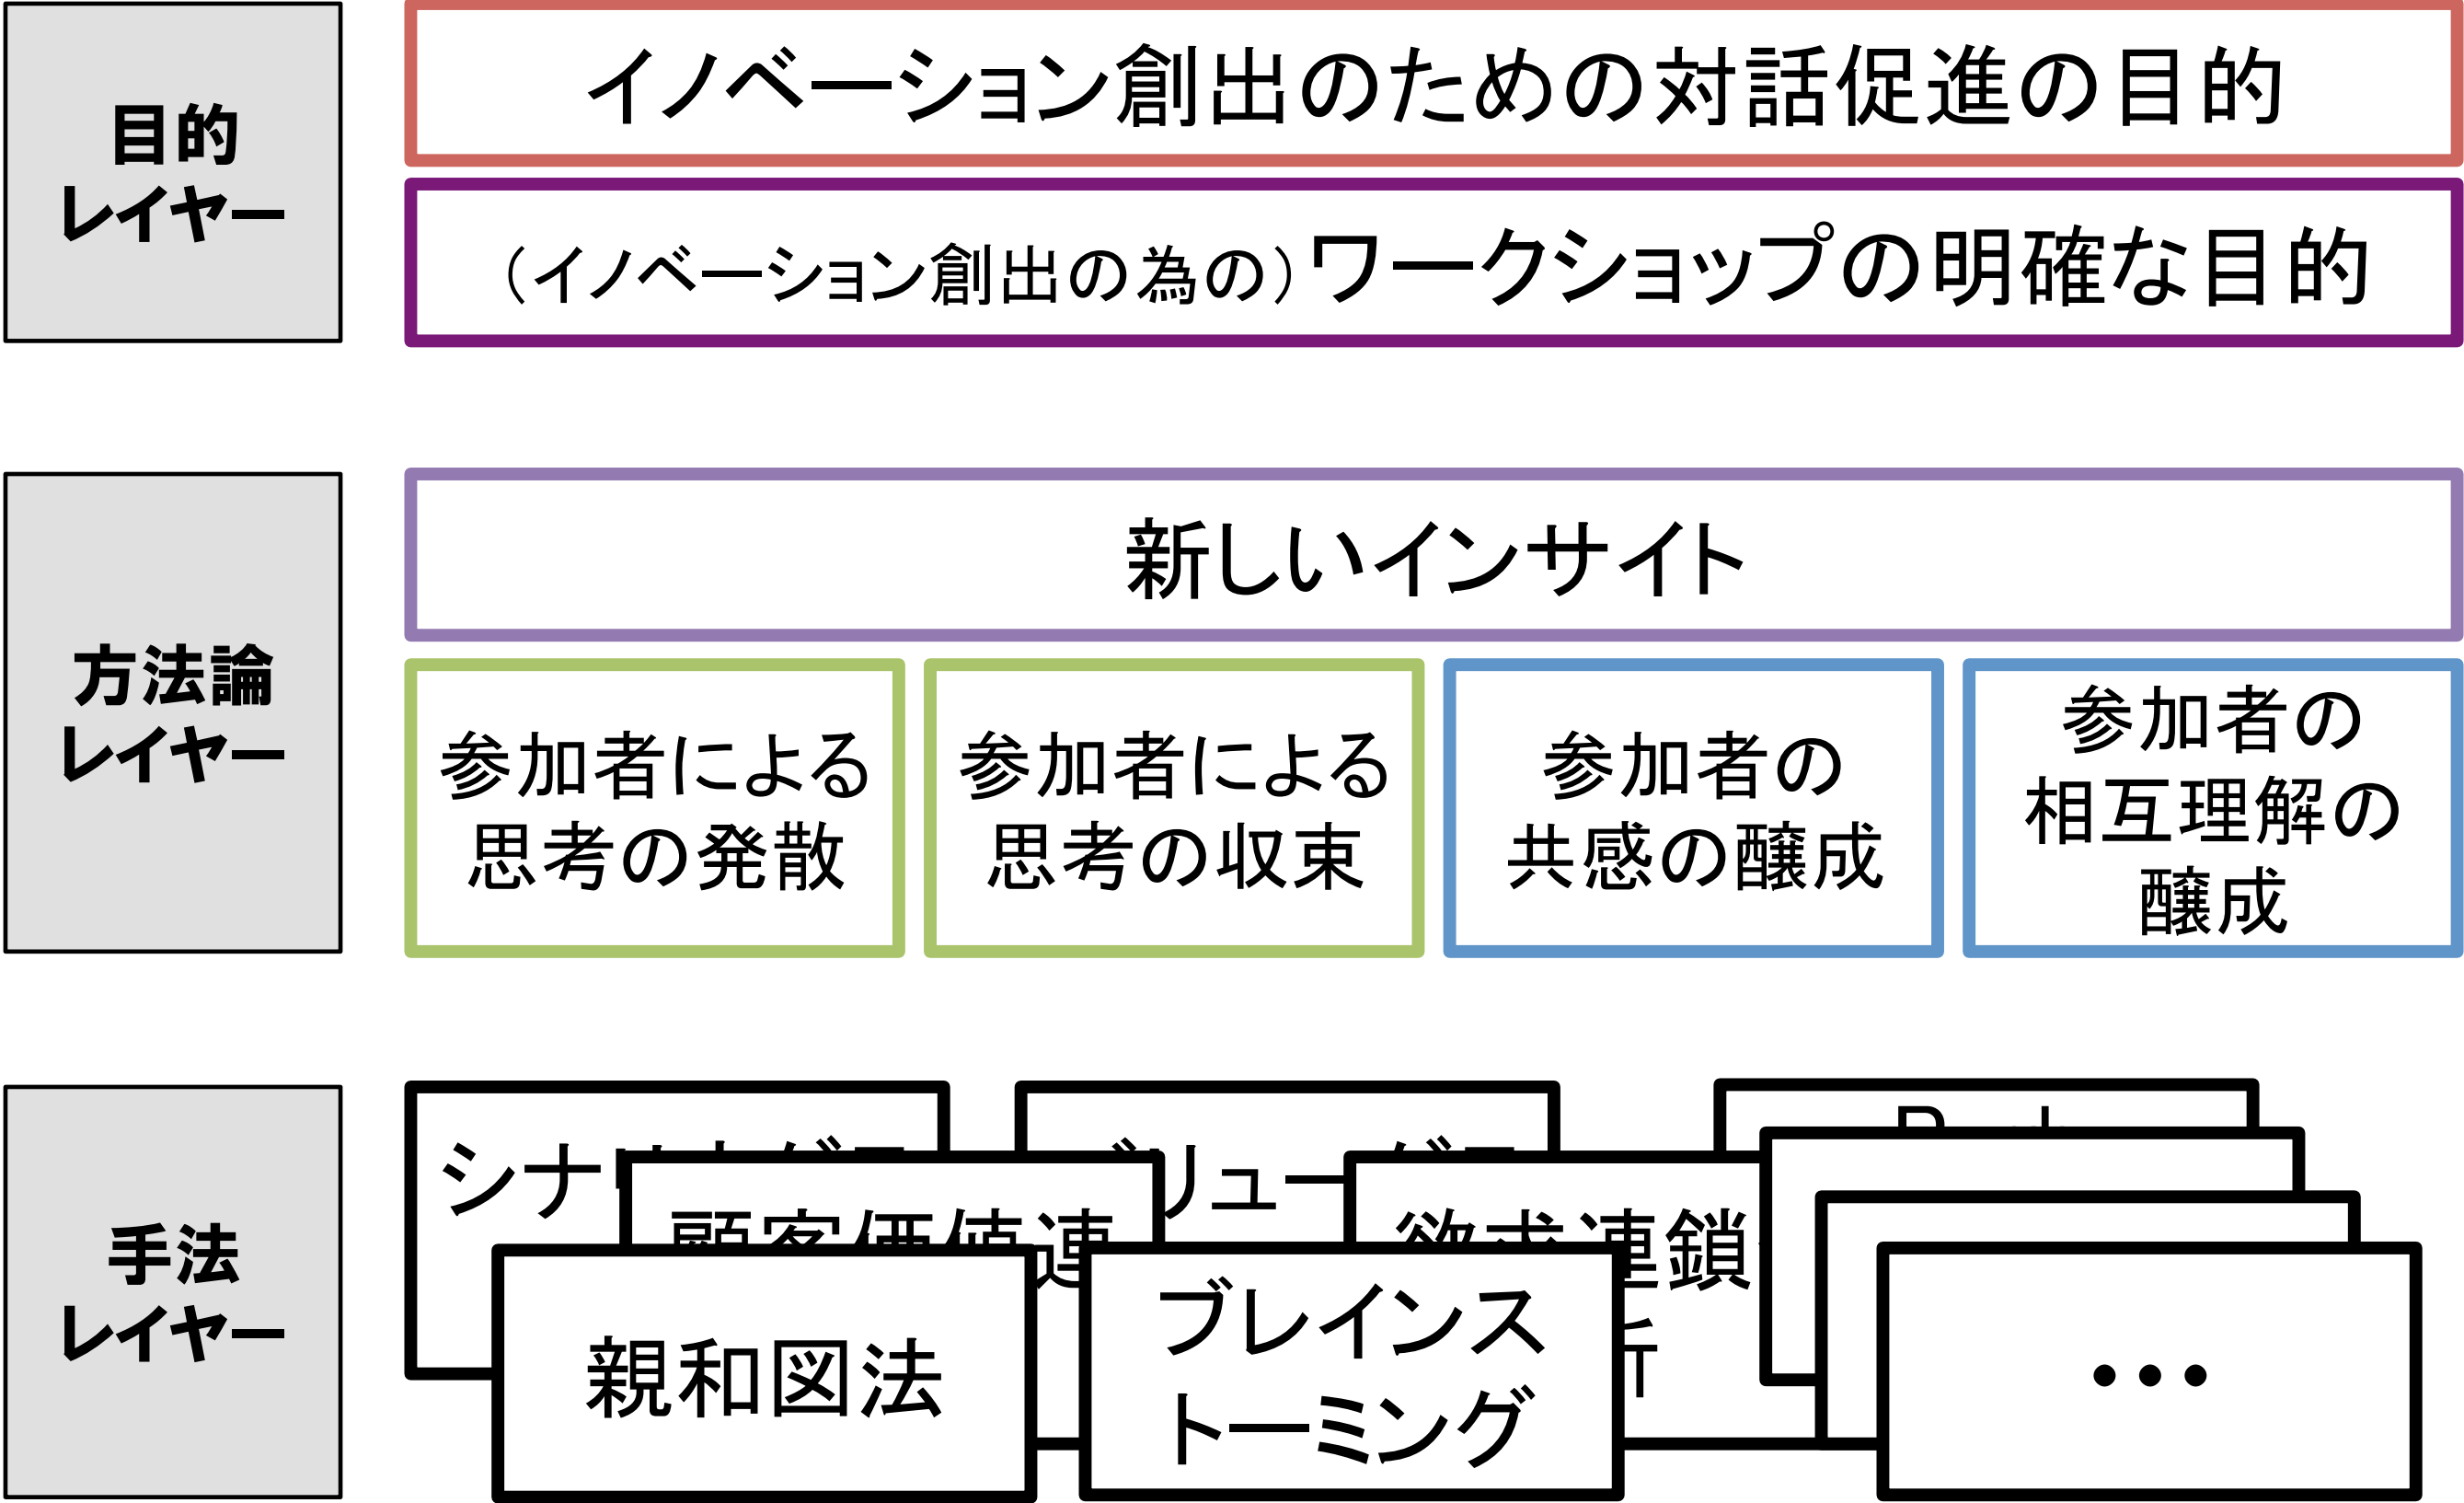 目的
レイヤー
イノベーション創出のための対話促進の目的
(イノベーション創出の為の)ワークショップの明確な目的
方法論
レイヤー
新しいインサイト
参加者による
思考の発散
参加者による
思考の収束
参加者の
共感の醸成
参加者の
相互理解の
醸成
手法
レイヤー
シナ
親和図法
ブレインス
トーミング
•••